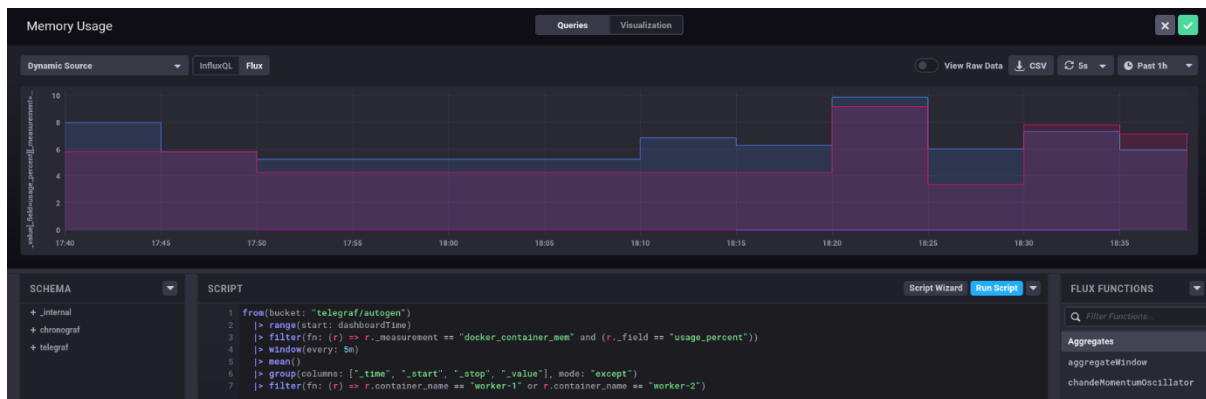 Memory Usage
Queries Visualization
Dynamic Source InfluxQL Flux View Raw Data CSV 5s Past 1h
_value[_field=usage_percent][_measurement=...
10
8
6
4
2
0
17:40 17:45 17:50 17:55 18:00 18:05 18:10 18:15 18:20 18:25 18:30 18:35
SCHEMA
+ _internal
+ chronograf
+ telegraf
SCRIPT
Script Wizard Run Script
1 from(bucket: "telegraf/autogen")
2 |> range(start: dashboardTime)
3 |> filter(fn: (r) => r._measurement == "docker_container_mem" and (r._field == "usage_percent"))
4 |> window(every: 5m)
5 |> mean()
6 |> group(columns: ["_time", "_start", "_stop", "_value"], mode: "except")
7 |> filter(fn: (r) => r.container_name == "worker-1" or r.container_name == "worker-2")
FLUX FUNCTIONS
Filter Functions...
Aggregates
aggregateWindow
chandeMomentumOscillator